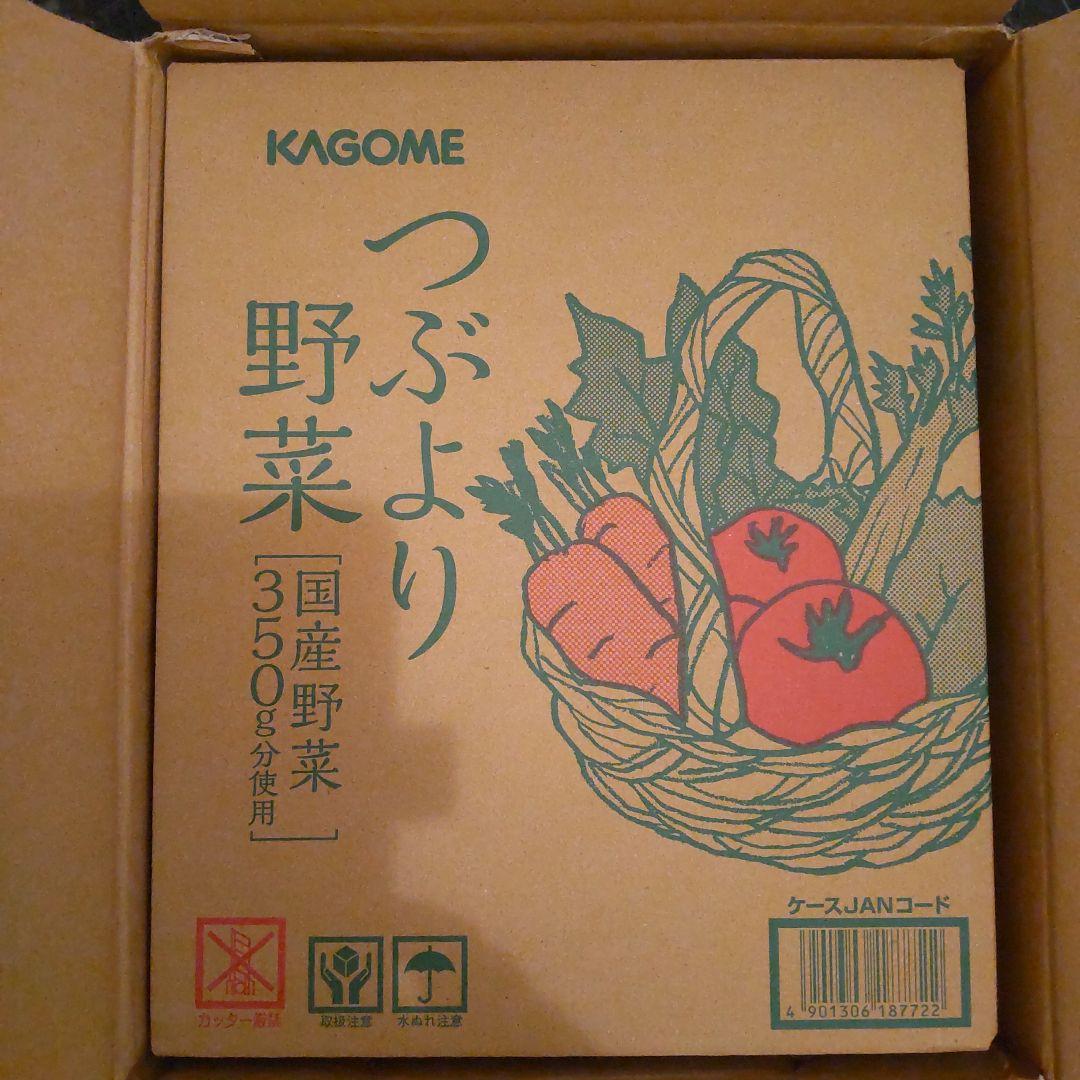 KAGOME
つぶより
野菜
[国産野菜
350g分使用]
カッター厳禁
取扱注意
水ぬれ注意
ケースJANコード
4 901306 187722